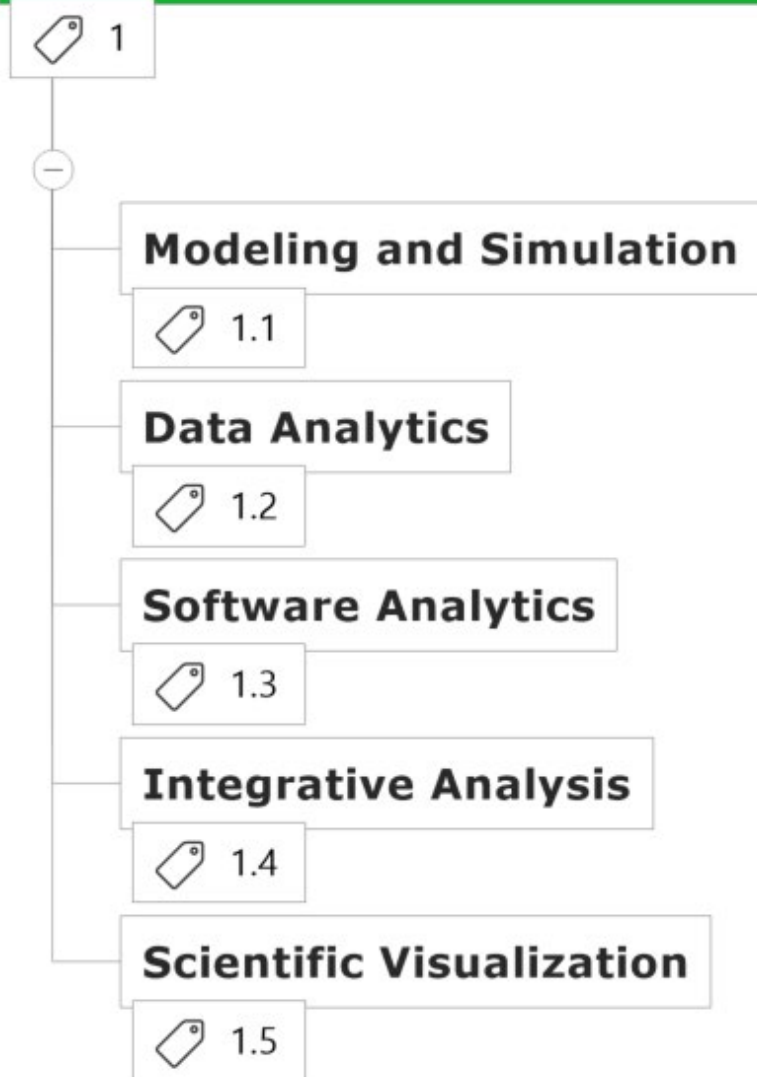 1
Modeling and Simulation
1.1
Data Analytics
1.2
Software Analytics
1.3
Integrative Analysis
1.4
Scientific Visualization
1.5